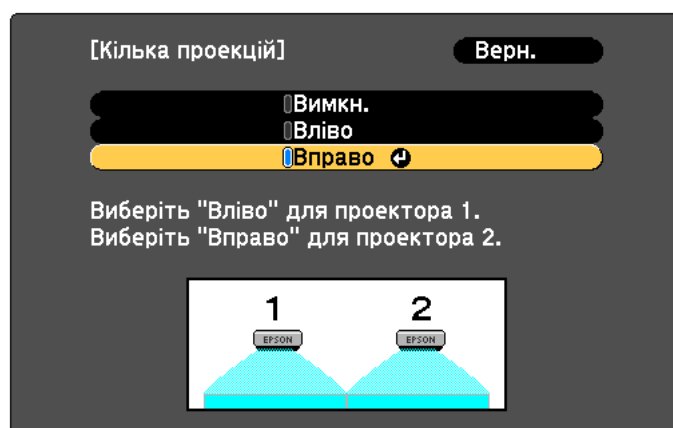 [Кілька проекцій]
Верн.
Вимкн.
Вліво
Вправо
Виберіть "Вліво" для проектора 1.
Виберіть "Вправо" для проектора 2.
1 2
EPSON EPSON